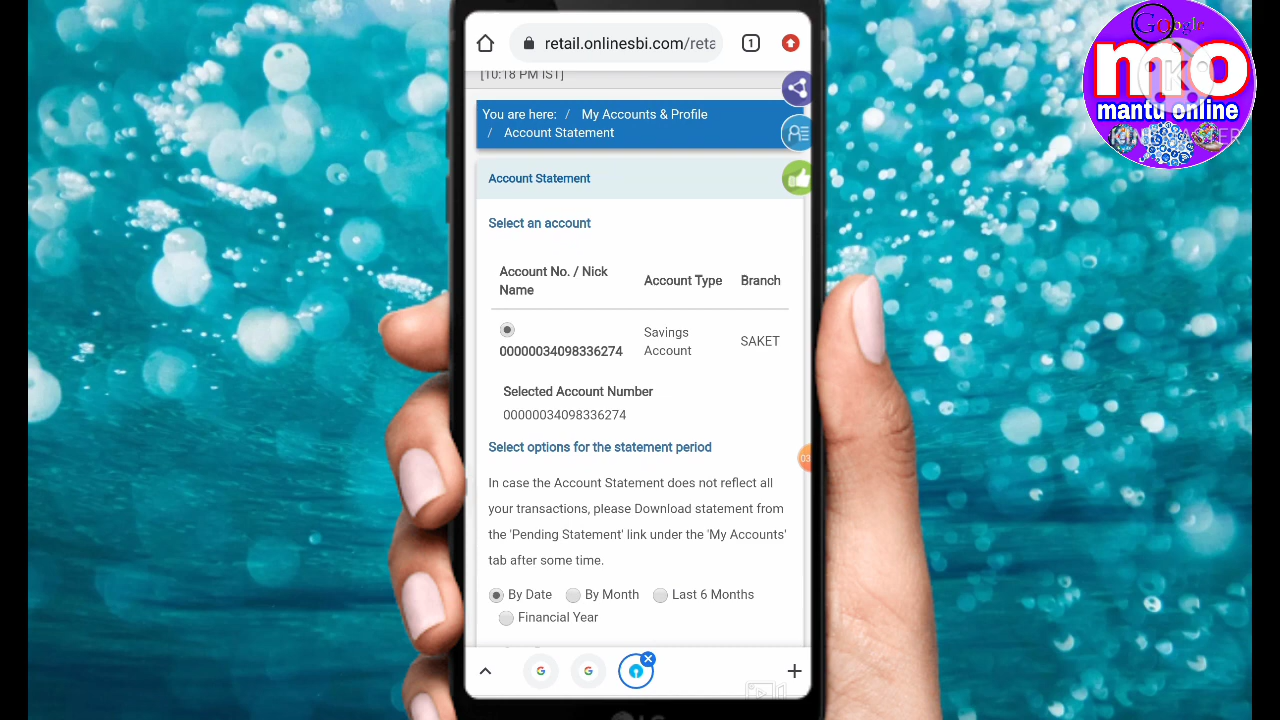 retail.onlinesbi.com/reta
1
[10:18 PM IST]
You are here: / My Accounts & Profile
/ Account Statement
Account Statement
Select an account
Account No. / Nick Name
Account Type
Branch
00000034098336274
Savings Account
SAKET
Selected Account Number
00000034098336274
Select options for the statement period
In case the Account Statement does not reflect all
your transactions, please Download statement from
the 'Pending Statement' link under the 'My Accounts'
tab after some time.
By Date By Month Last 6 Months
Financial Year
03
G G
LG
Google
mo
mantu online
KINEMASTER